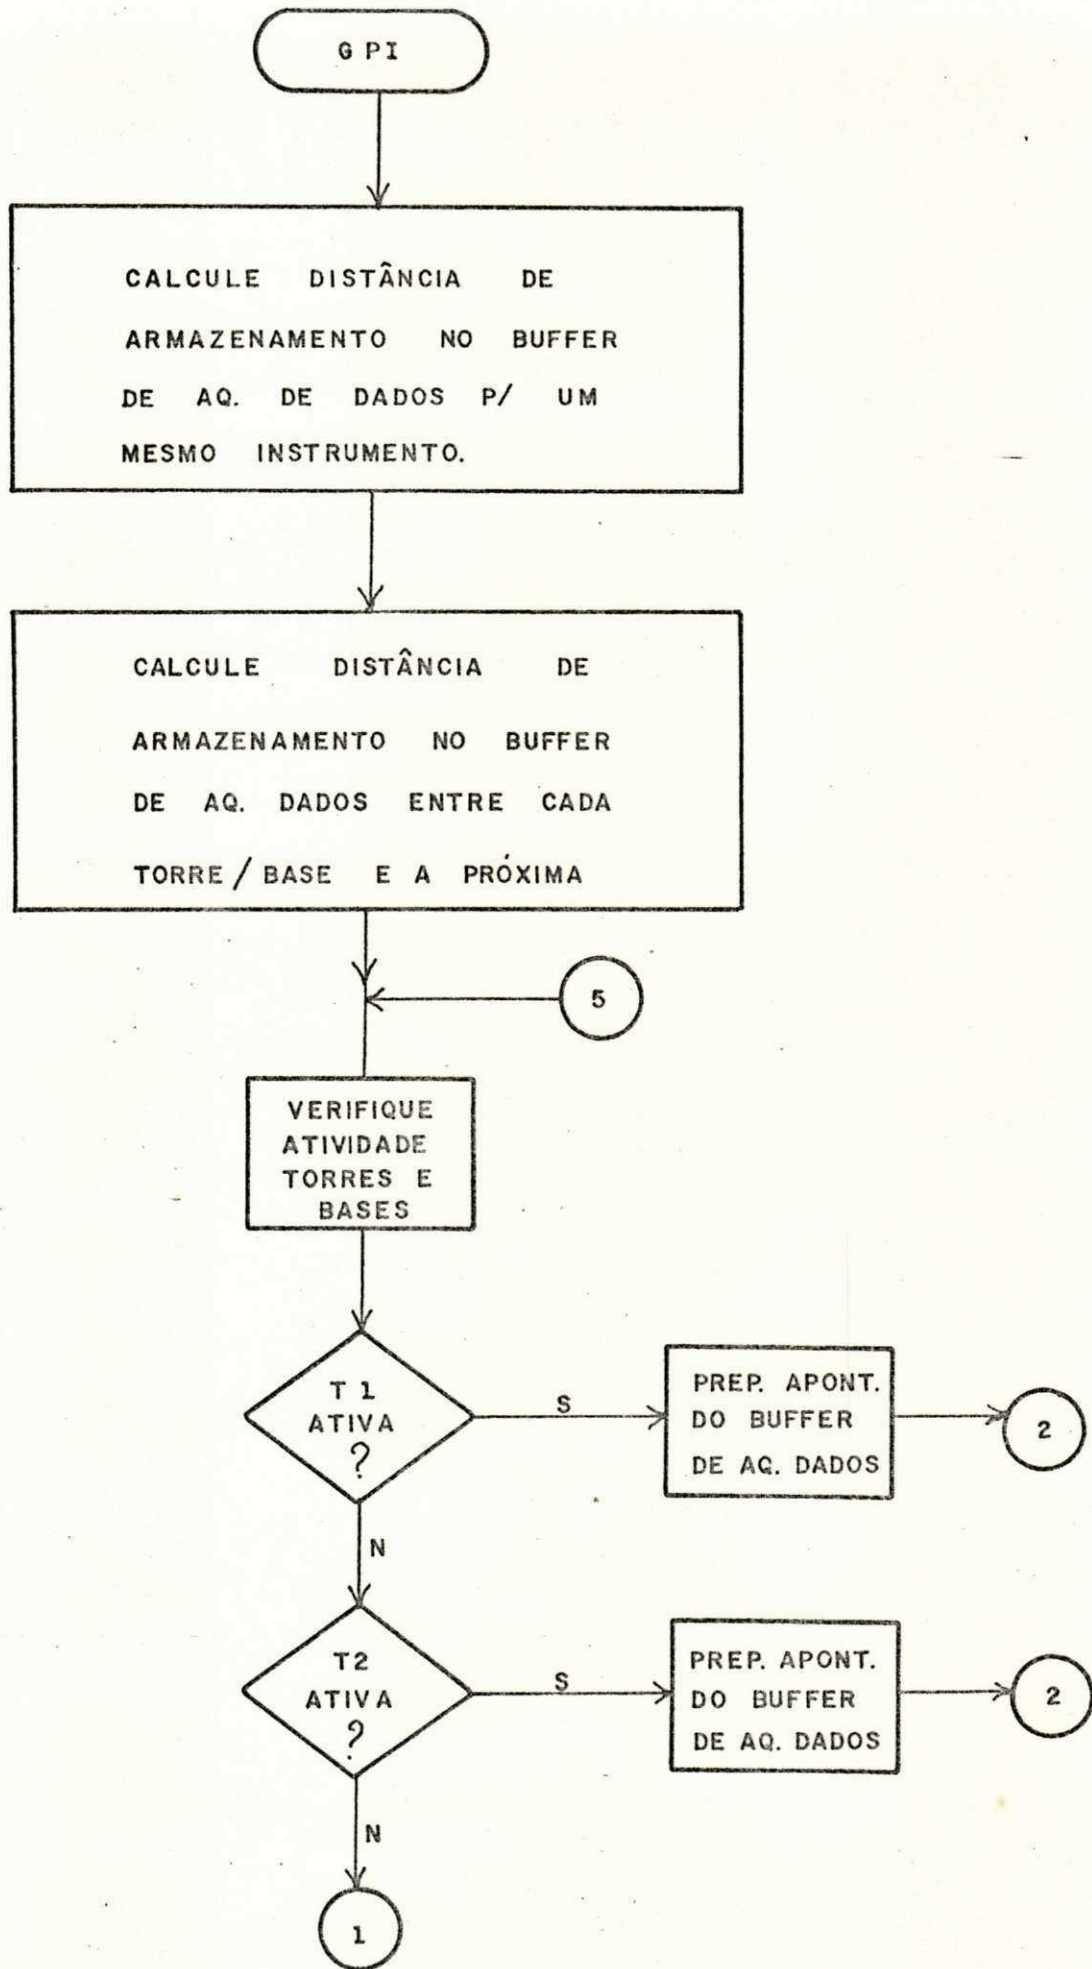 GPI
CALCULE DISTÂNCIA DE
ARMAZENAMENTO NO BUFFER
DE AQ. DE DADOS P/ UM
MESMO INSTRUMENTO.
CALCULE DISTÂNCIA DE
ARMAZENAMENTO NO BUFFER
DE AQ. DADOS ENTRE CADA
TORRE / BASE E A PRÓXIMA
5
VERIFIQUE
ATIVIDADE
TORRES E
BASES
T1
ATIVA
?
S
PREP. APONT.
DO BUFFER
DE AQ. DADOS
2
N
T2
ATIVA
?
S
PREP. APONT.
DO BUFFER
DE AQ. DADOS
2
N
1